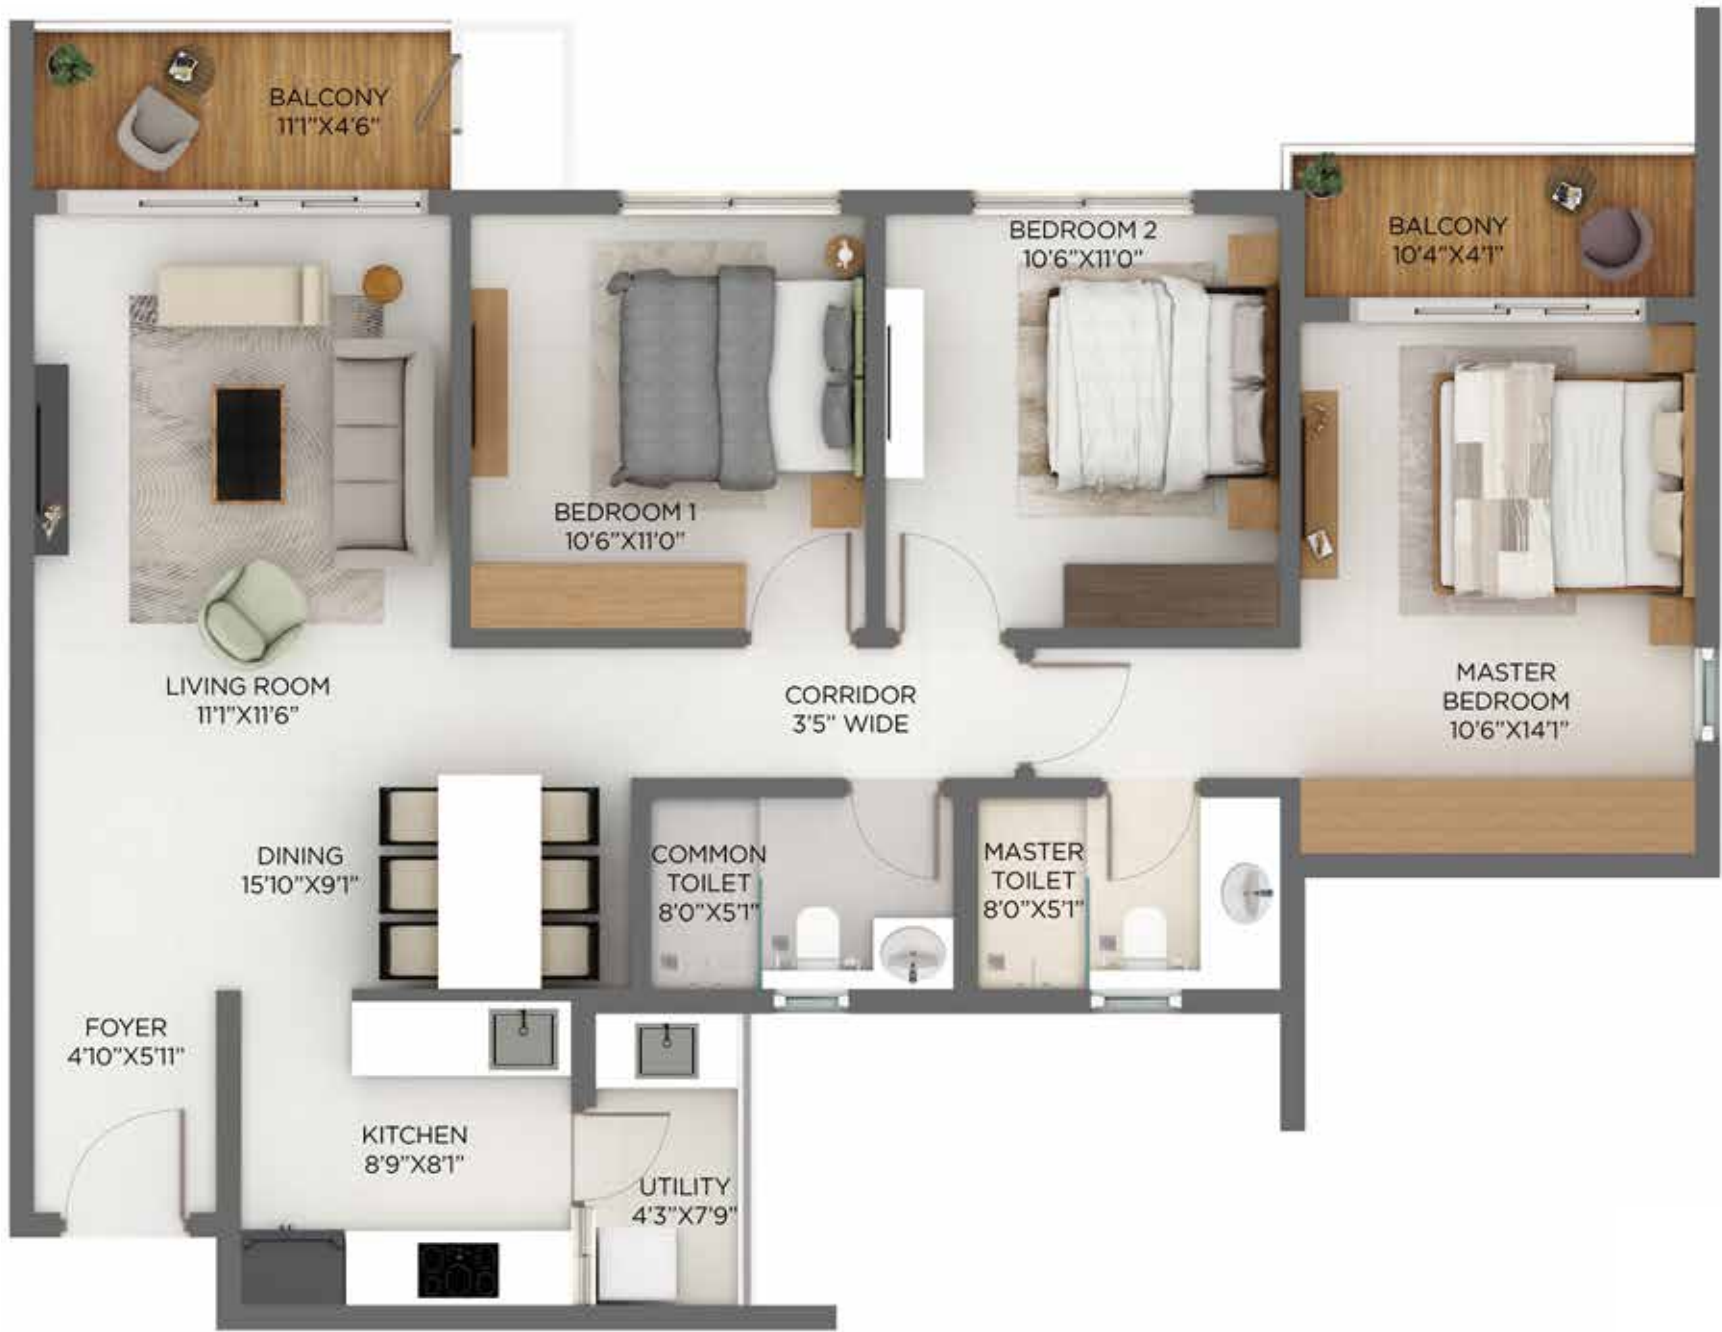 BALCONY
11'1"X4'6"
BALCONY
10'4"X4'1"
BEDROOM 2
10'6"X11'0"
BEDROOM 1
10'6"X11'0"
LIVING ROOM
11'1"X11'6"
CORRIDOR
3'5" WIDE
MASTER
BEDROOM
10'6"X14'1"
DINING
15'10"X9'1"
COMMON
TOILET
8'0"X5'1"
MASTER
TOILET
8'0"X5'1"
FOYER
4'10"X5'11"
KITCHEN
8'9"X8'1"
UTILITY
4'3"X7'9"